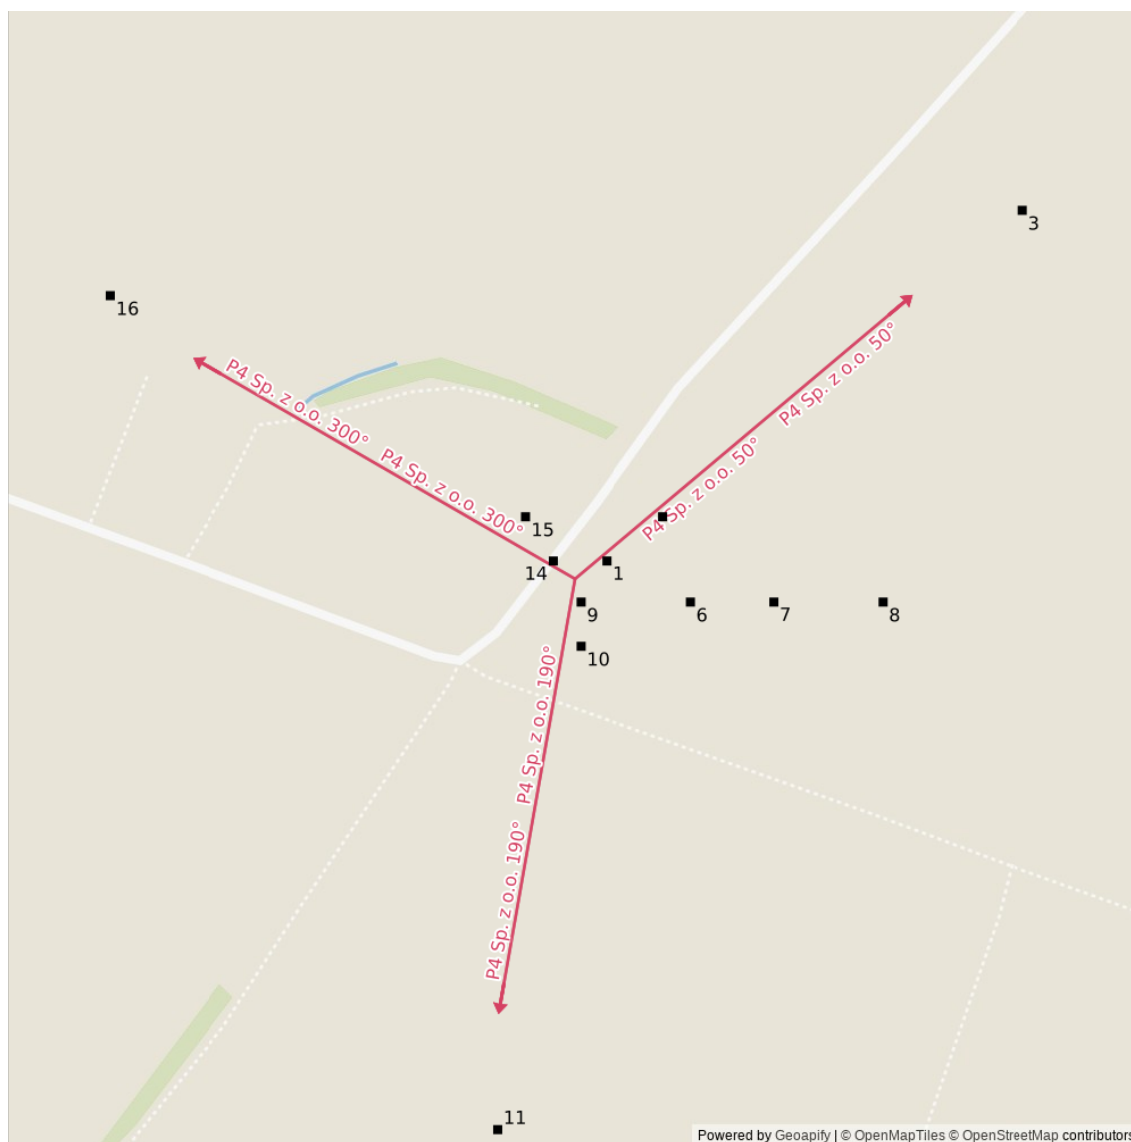 3
16
P4 Sp. z o.o. 50°
P4 Sp. z o.o. 300°
P4 Sp. z o.o. 50°
P4 Sp. z o.o. 300°
15
14
1
9
6
7
8
10
P4 Sp. z o.o. 190°
P4 Sp. z o.o. 190°
11
Powered by Geoapify | © OpenMapTiles © OpenStreetMap contributors